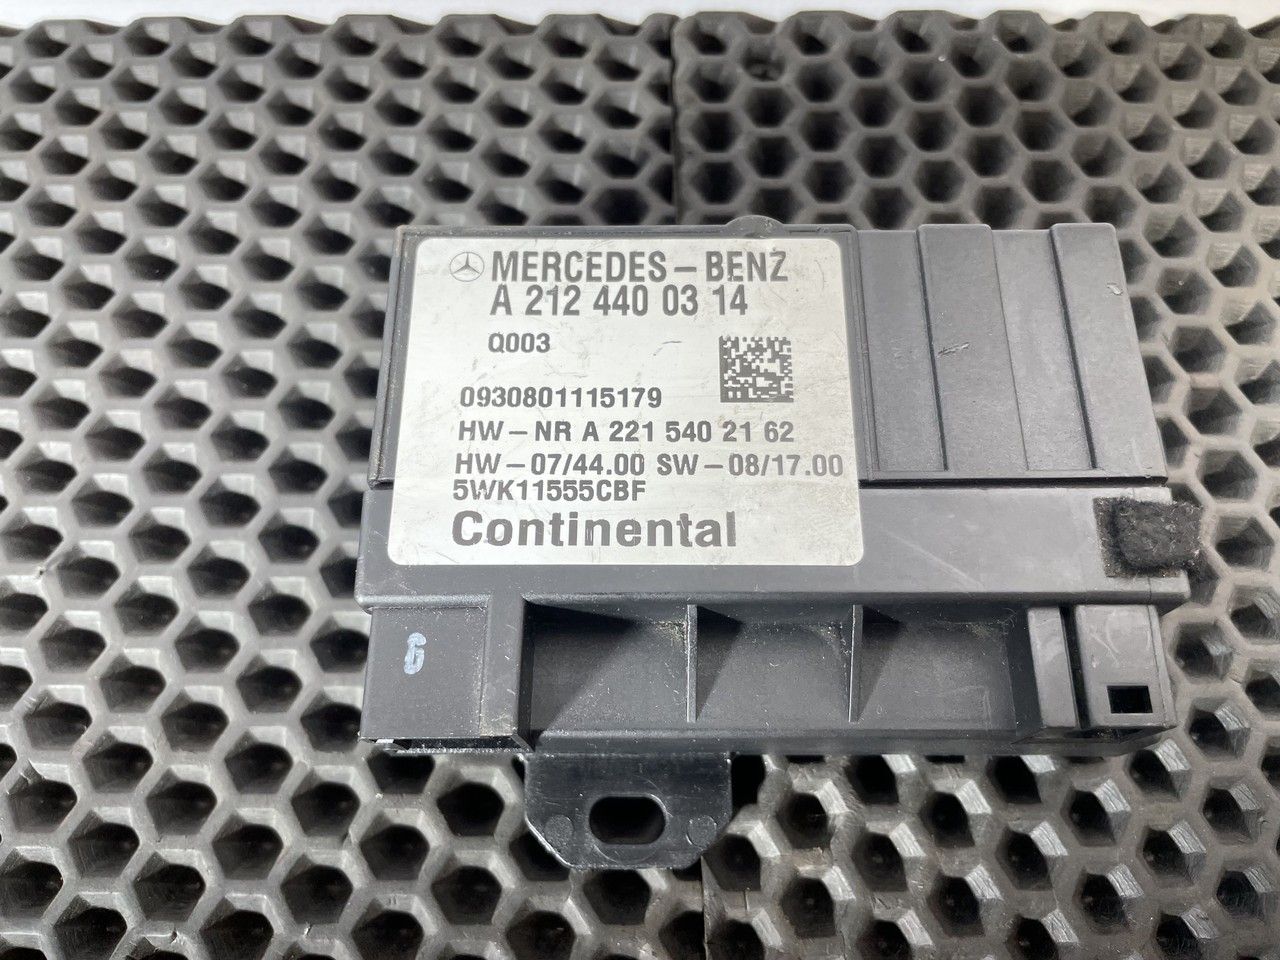 MERCEDES-BENZ
A 212 440 03 14
Q003
0930801115179
HW-NR A 221 540 21 62
HW-07/44.00 SW-08/17.00
5WK11555CBF
Continental
6